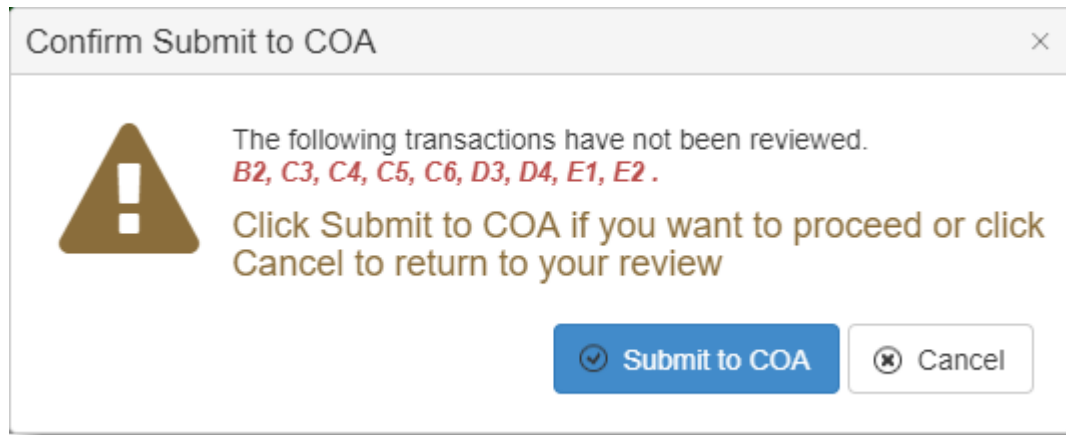 Confirm Submit to COA
The following transactions have not been reviewed.
B2, C3, C4, C5, C6, D3, D4, E1, E2 .
Click Submit to COA if you want to proceed or click
Cancel to return to your review
Submit to COA
Cancel